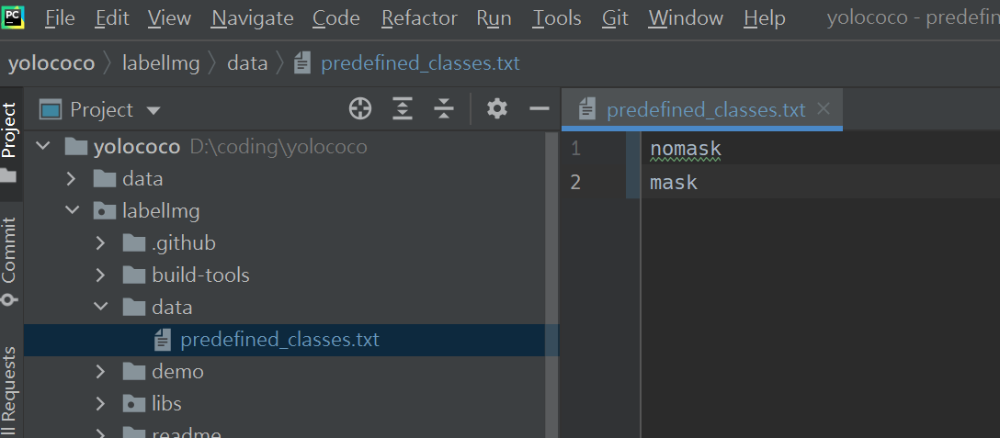 PC File Edit View Navigate Code Refactor Run Tools Git Window Help yolococo - predefin
yolococo labelImg data predefined_classes.txt
Project
Project
predefined_classes.txt
yolococo D:\coding\yolococo
data
labelImg
.github
build-tools
data
predefined_classes.txt
demo
libs
readme
Commit
ll Requests
1 nomask
2 mask